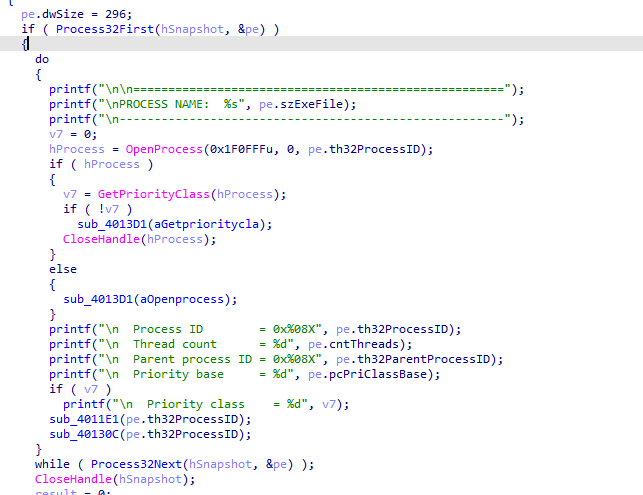 {
pe.dwSize = 296;
if ( Process32First(hSnapshot, &pe) )
{
do
{
printf("\n\n=====================================================");
printf("\nPROCESS NAME:  %s", pe.szExeFile);
printf("\n-------------------------------------------------------");
v7 = 0;
hProcess = OpenProcess(0x1F0FFFu, 0, pe.th32ProcessID);
if ( hProcess )
{
v7 = GetPriorityClass(hProcess);
if ( !v7 )
sub_4013D1(aGetprioritycla);
CloseHandle(hProcess);
}
else
{
sub_4013D1(aOpenprocess);
}
printf("\n  Process ID        = 0x%08X", pe.th32ProcessID);
printf("\n  Thread count      = %d", pe.cntThreads);
printf("\n  Parent process ID = 0x%08X", pe.th32ParentProcessID);
printf("\n  Priority base     = %d", pe.pcPriClassBase);
if ( v7 )
printf("\n  Priority class    = %d", v7);
sub_4011E1(pe.th32ProcessID);
sub_40130C(pe.th32ProcessID);
}
while ( Process32Next(hSnapshot, &pe) );
CloseHandle(hSnapshot);
result = 0;